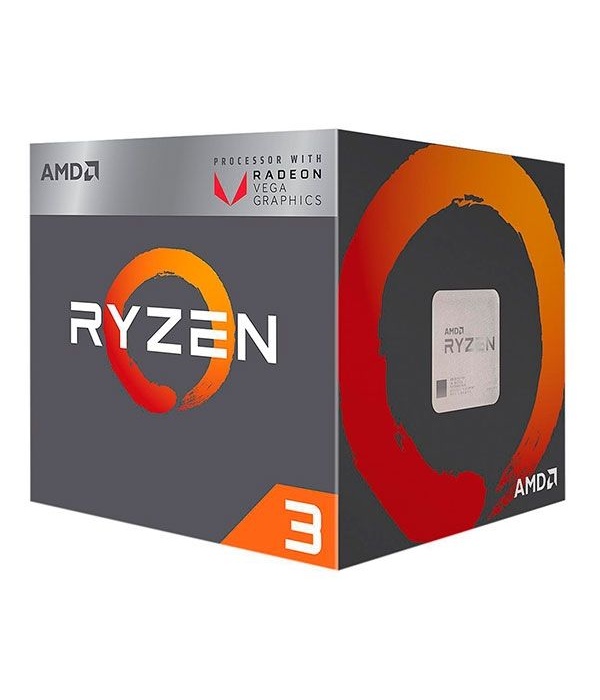 AMD
PROCESSOR WITH
RADEON
VEGA
GRAPHICS
RYZEN
3
AMD
RYZEN
AMD